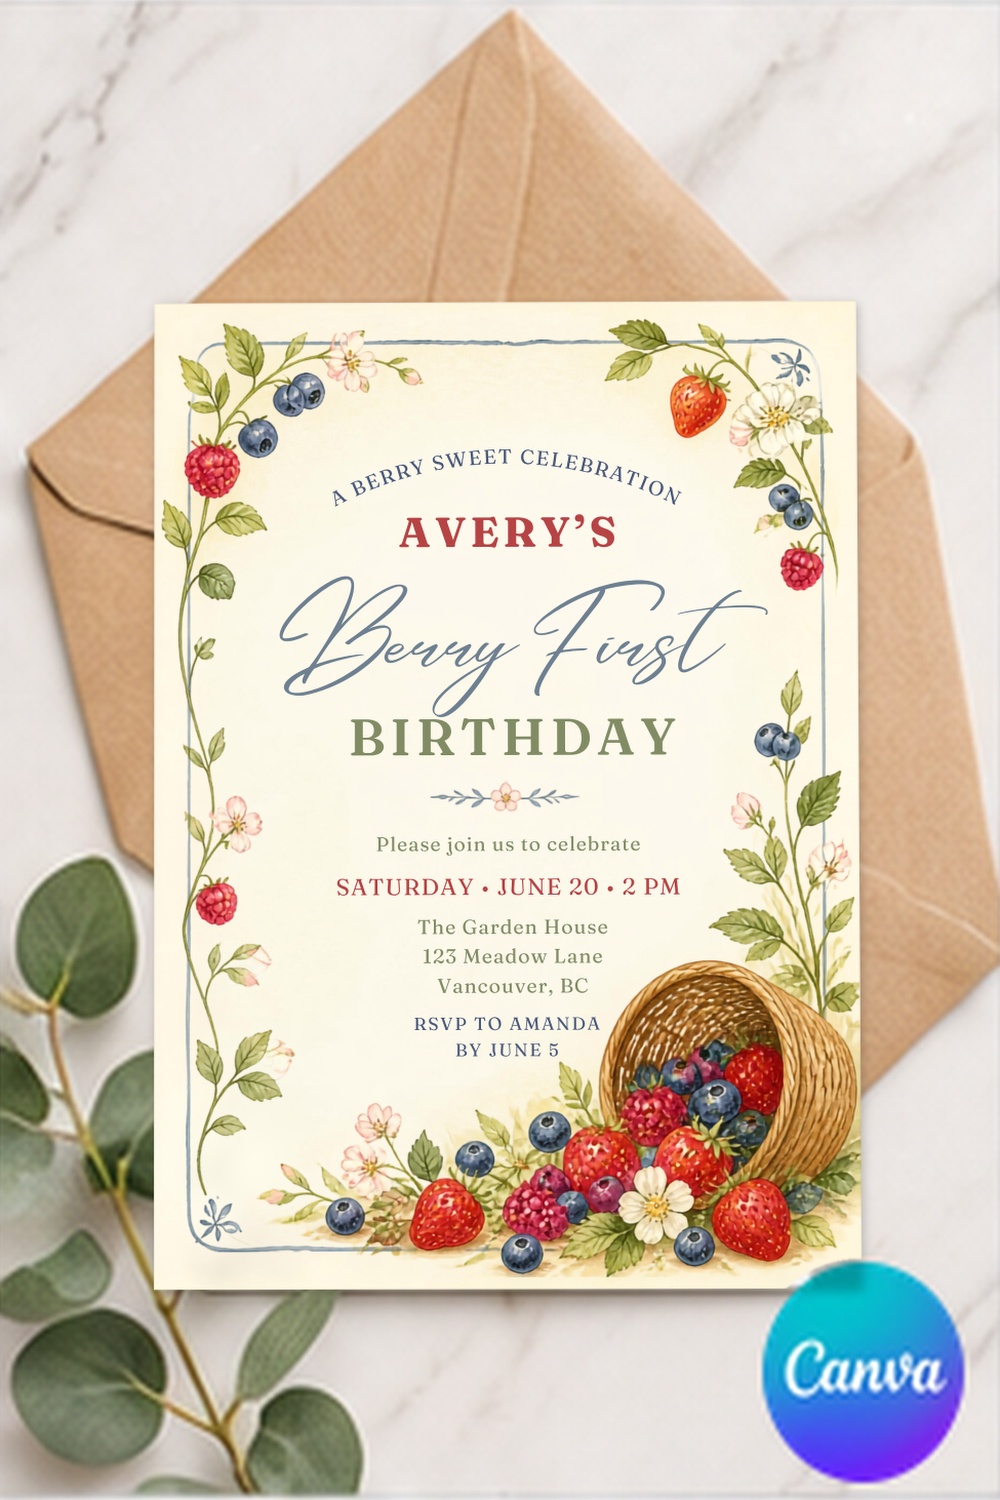 A BERRY SWEET CELEBRATION
AVERY'S
Berry First
BIRTHDAY
Please join us to celebrate
SATURDAY • JUNE 20 • 2 PM
The Garden House
123 Meadow Lane
Vancouver, BC
RSVP TO AMANDA
BY JUNE 5
Canva